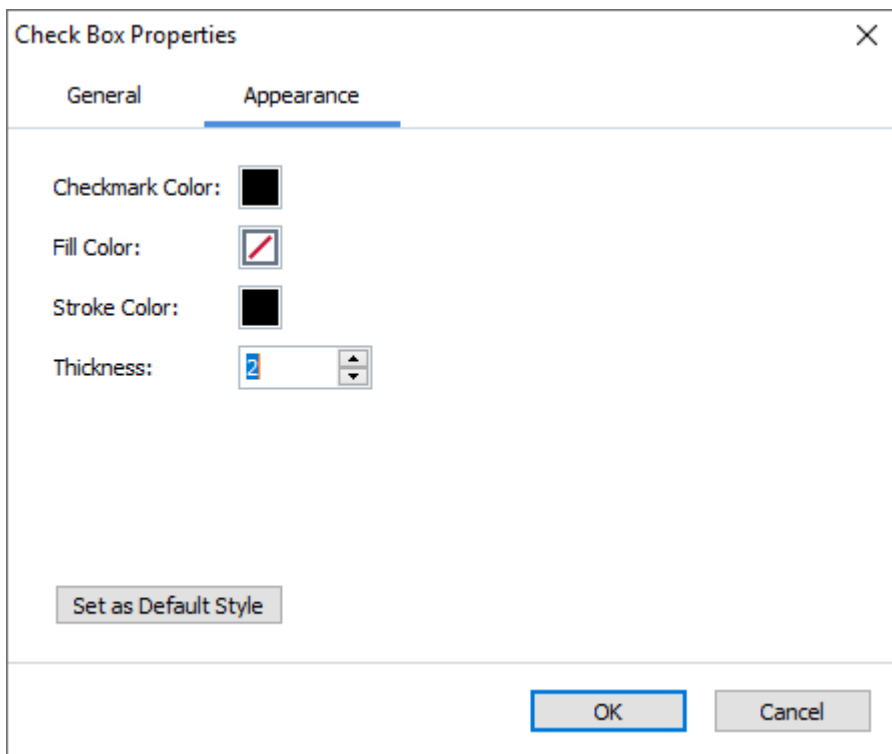 Check Box Properties
General Appearance
Checkmark Color:
Fill Color:
Stroke Color:
Thickness: 2
Set as Default Style
OK Cancel